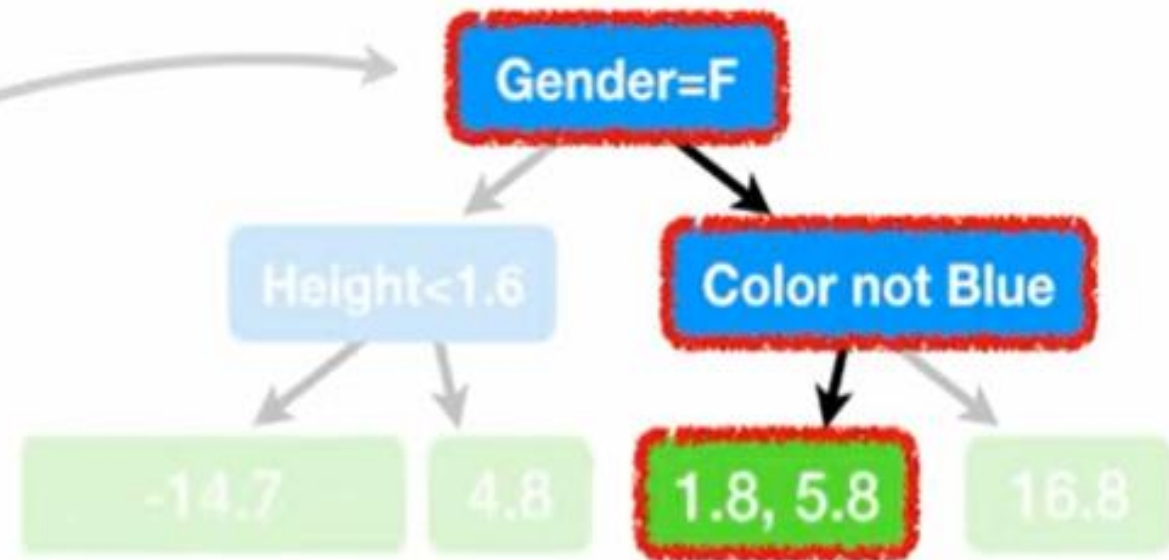 Gender=F
Height<1.6
Color not Blue
-14.7
4.8
1.8, 5.8
16.8